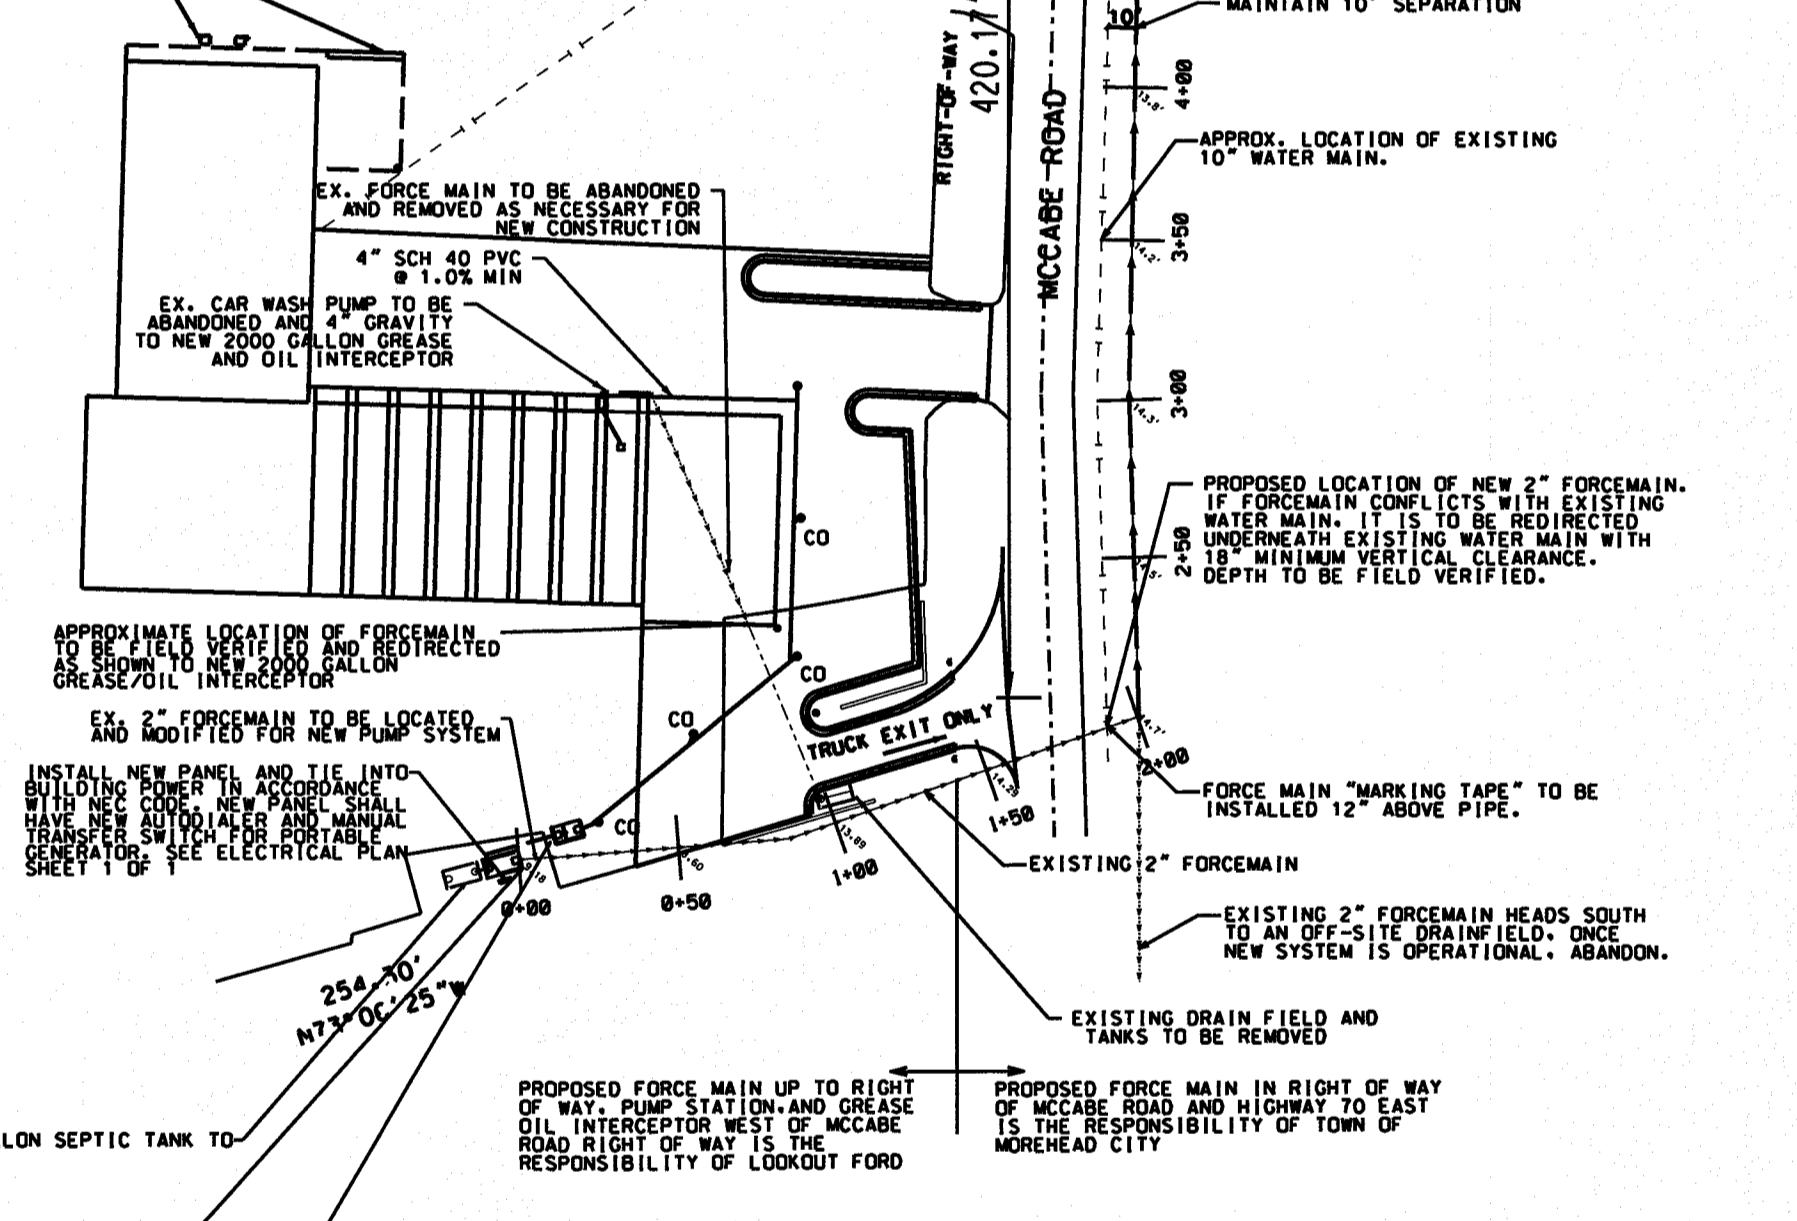 MAINTAIN 10' SEPARATION
10'
RIGHT-OF-WAY
420.17
MCCABE ROAD
4+00
13.8'
APPROX. LOCATION OF EXISTING
10" WATER MAIN.
3+50
14.2'
3+00
14.3'
EX. FORCE MAIN TO BE ABANDONED
AND REMOVED AS NECESSARY FOR
NEW CONSTRUCTION
4" SCH 40 PVC
@ 1.0% MIN
EX. CAR WASH PUMP TO BE
ABANDONED AND 4" GRAVITY
TO NEW 2000 GALLON GREASE
AND OIL INTERCEPTOR
PROPOSED LOCATION OF NEW 2" FORCEMAIN.
IF FORCEMAIN CONFLICTS WITH EXISTING
WATER MAIN. IT IS TO BE REDIRECTED
UNDERNEATH EXISTING WATER MAIN WITH
18" MINIMUM VERTICAL CLEARANCE.
DEPTH TO BE FIELD VERIFIED.
2+50
CO
APPROXIMATE LOCATION OF FORCEMAIN
TO BE FIELD VERIFIED AND REDIRECTED
AS SHOWN TO NEW 2000 GALLON
GREASE/OIL INTERCEPTOR
CO
CO
EX. 2" FORCEMAIN TO BE LOCATED
AND MODIFIED FOR NEW PUMP SYSTEM
TRUCK EXIT ONLY
14.7'
2+00
INSTALL NEW PANEL AND TIE INTO
BUILDING POWER IN ACCORDANCE
WITH NEC CODE. NEW PANEL SHALL
HAVE NEW AUTODIALER AND MANUAL
TRANSFER SWITCH FOR PORTABLE
GENERATOR. SEE ELECTRICAL PLAN
SHEET 1 OF 1
CO
FORCE MAIN "MARKING TAPE" TO BE
INSTALLED 12" ABOVE PIPE.
1+50
13.89
1+00
EXISTING 2" FORCEMAIN
0+50
0+00
EXISTING 2" FORCEMAIN HEADS SOUTH
TO AN OFF-SITE DRAINFIELD. ONCE
NEW SYSTEM IS OPERATIONAL. ABANDON.
254.30'
25"W
EXISTING DRAIN FIELD AND
TANKS TO BE REMOVED
PROPOSED FORCE MAIN UP TO RIGHT
OF WAY. PUMP STATION.AND GREASE
OIL INTERCEPTOR WEST OF MCCABE
ROAD RIGHT OF WAY IS THE
RESPONSIBILITY OF LOOKOUT FORD
PROPOSED FORCE MAIN IN RIGHT OF WAY
OF MCCABE ROAD AND HIGHWAY 70 EAST
IS THE RESPONSIBILITY OF TOWN OF
MOREHEAD CITY
LON SEPTIC TANK TO